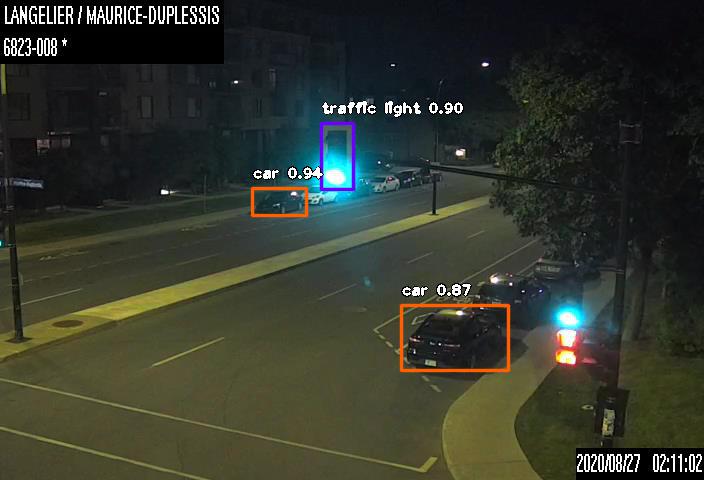 LANGELIER / MAURICE-DUPLESSIS
6823-008 *
traffic light 0.90
car 0.94
car 0.87
2020/08/27 02:11:02